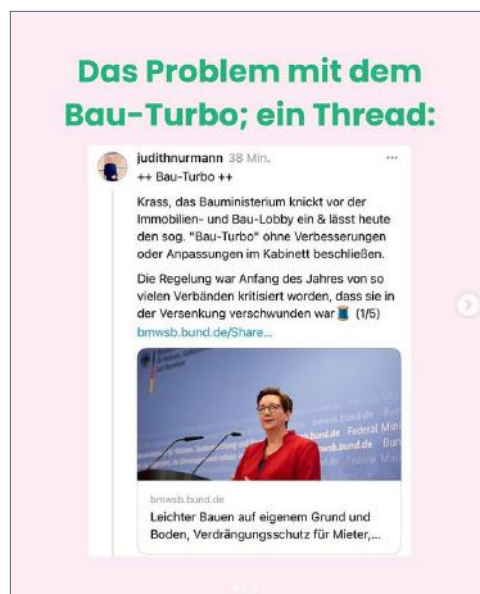 Das Problem mit dem
Bau-Turbo; ein Thread:
judithnurmann 38 Min.
++ Bau-Turbo ++
Krass, das Bauministerium knickt vor der
Immobilien- und Bau-Lobby ein & lässt heute
den sog. "Bau-Turbo" ohne Verbesserungen
oder Anpassungen im Kabinett beschließen.
Die Regelung war Anfang des Jahres von so
vielen Verbänden kritisiert worden, dass sie in
der Versenkung verschwunden war🧵 (1/5)
bmwsb.bund.de/Share...
bmwsb.bund.de
Leichter Bauen auf eigenem Grund und
Boden, Verdrängungsschutz für Mieter,...